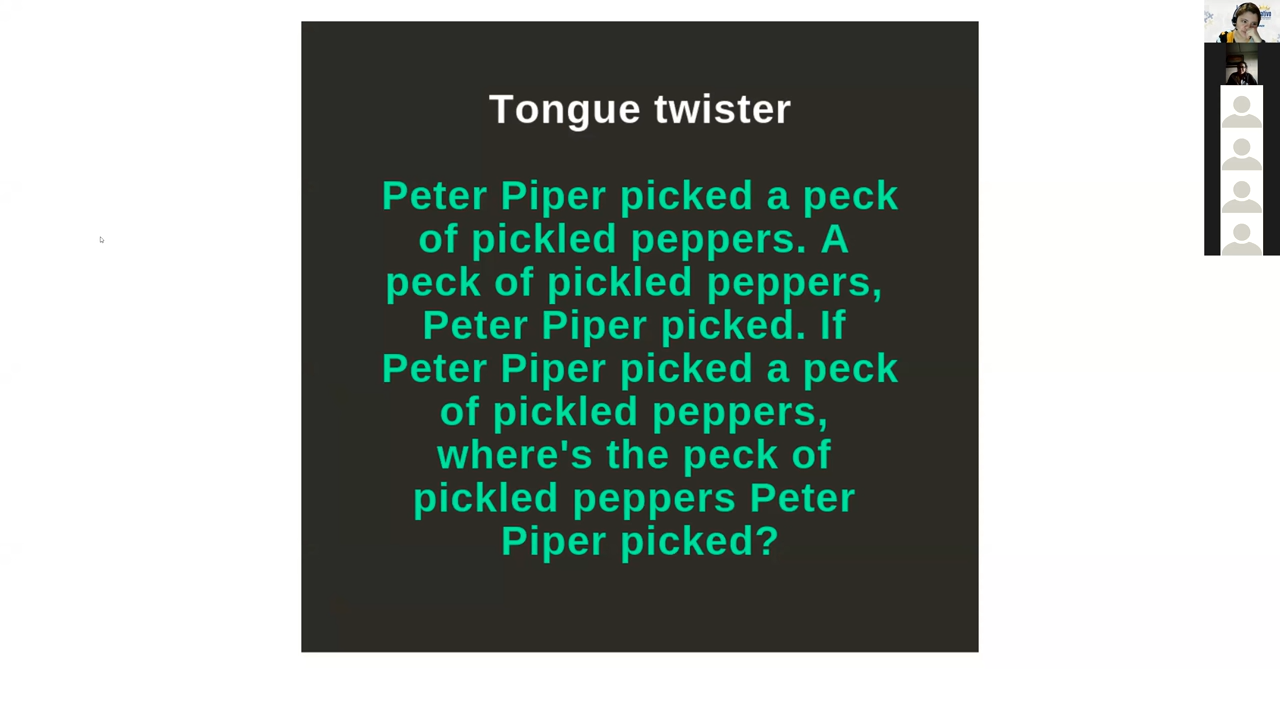 Tongue twister
Peter Piper picked a peck
of pickled peppers. A
peck of pickled peppers,
Peter Piper picked. If
Peter Piper picked a peck
of pickled peppers,
where's the peck of
pickled peppers Peter
Piper picked?